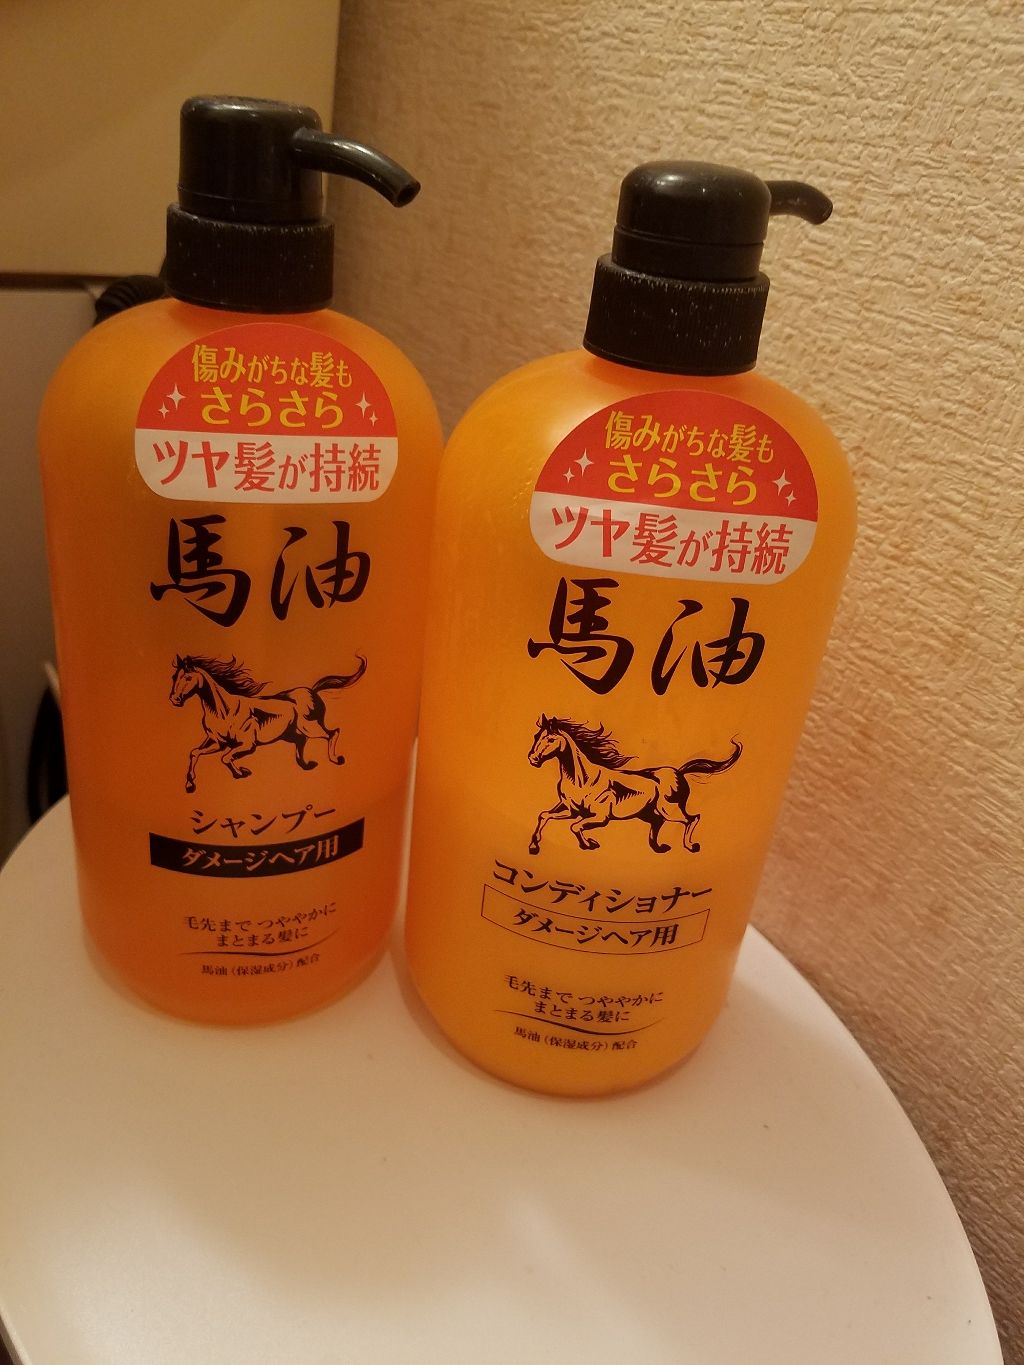 傷みがちな髪も
さらさら
ツヤ髪が持続
馬油
シャンプー
ダメージヘア用
毛先まで つややかに
まとまる髪に
馬油(保湿成分)配合
傷みがちな髪も
さらさら
ツヤ髪が持続
馬油
コンディショナー
ダメージヘア用
毛先まで つややかに
まとまる髪に
馬油(保湿成分)配合